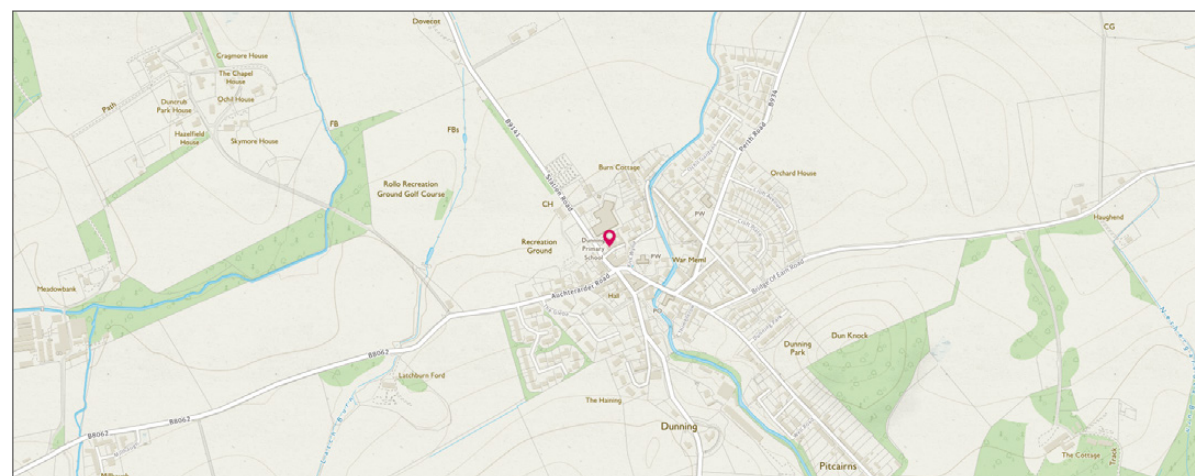 Dovecot
CG
Cragmore House
The Chapel
House
Ochil House
Path
Duncrub
Park House
Hazelfield
House
Skymore House
FB
FBs
B9141
B934
Perth Road
Burn Cottage
Orchard House
Rollo Recreation
Ground Golf Course
Station Road
CH
PW
Haughend
Recreation
Ground
Dunning
Primary
School
PW
War Meml
Bridge Of Earn Road
Meadowbank
Auchterarder Road
Hall
PO
B8062
Dun Knock
Dunning
Park
Latchburn Ford
The Haining
Dunning
B8062
The Cottage
Track
Pitcairns